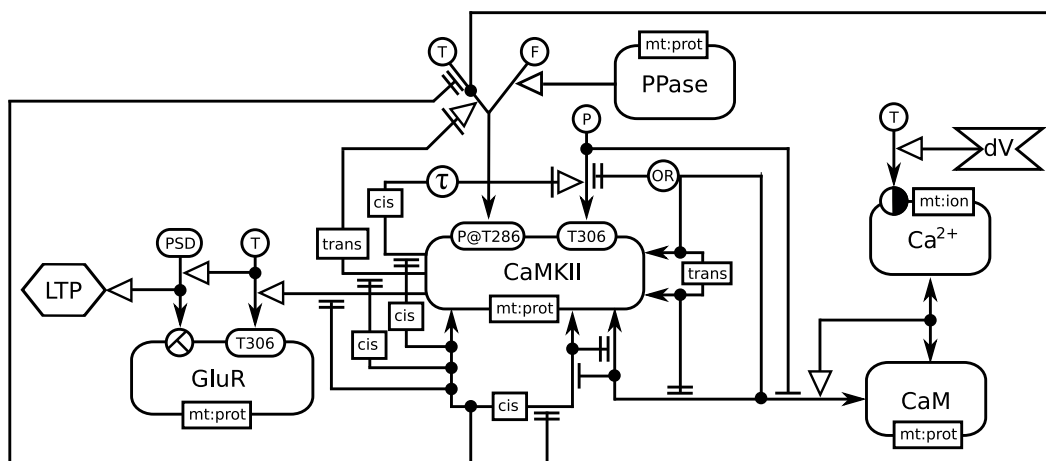 T
F
mt:prot
PPase
P
T
dV
τ
OR
cis
mt:ion
Ca2+
PSD
T
trans
P@T286
T306
CaMKII
trans
LTP
mt:prot
cis
cis
T306
GluR
mt:prot
cis
CaM
mt:prot